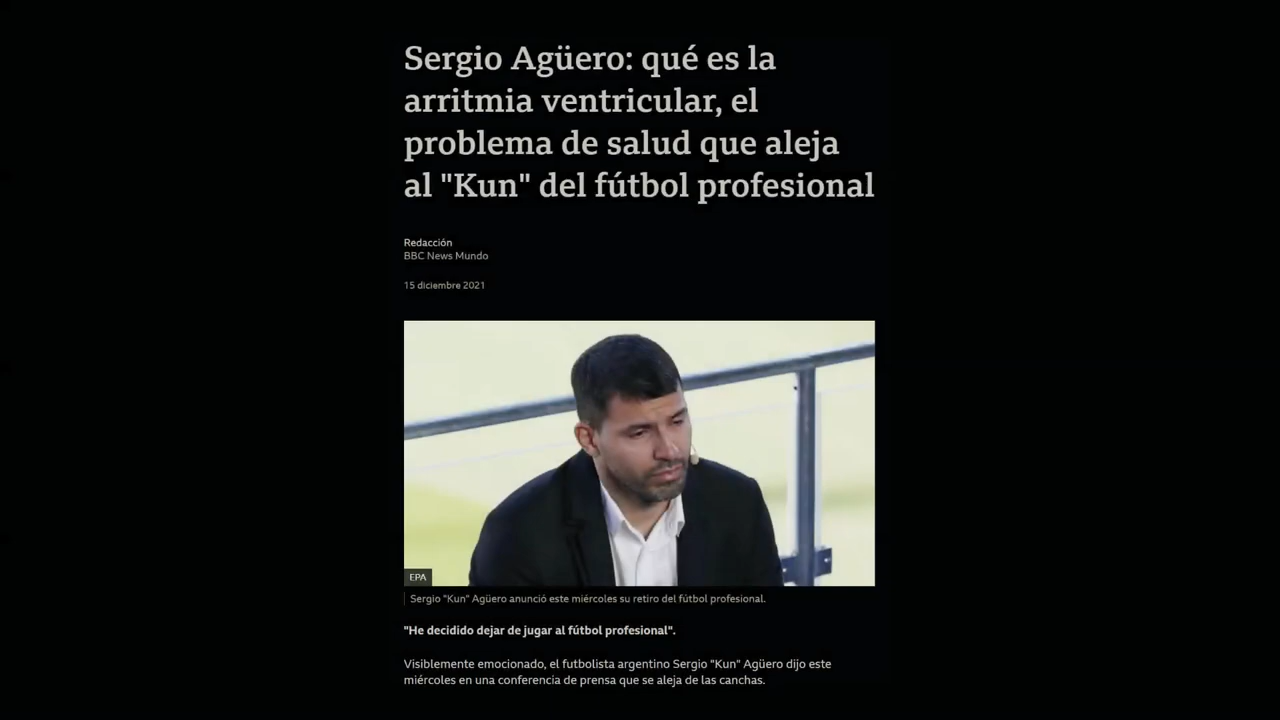 Sergio Agüero: qué es la
arritmia ventricular, el
problema de salud que aleja
al "Kun" del fútbol profesional
Redacción
BBC News Mundo
15 diciembre 2021
EPA
Sergio "Kun" Agüero anunció este miércoles su retiro del fútbol profesional.
"He decidido dejar de jugar al fútbol profesional".
Visiblemente emocionado, el futbolista argentino Sergio "Kun" Agüero dijo este
miércoles en una conferencia de prensa que se aleja de las canchas.